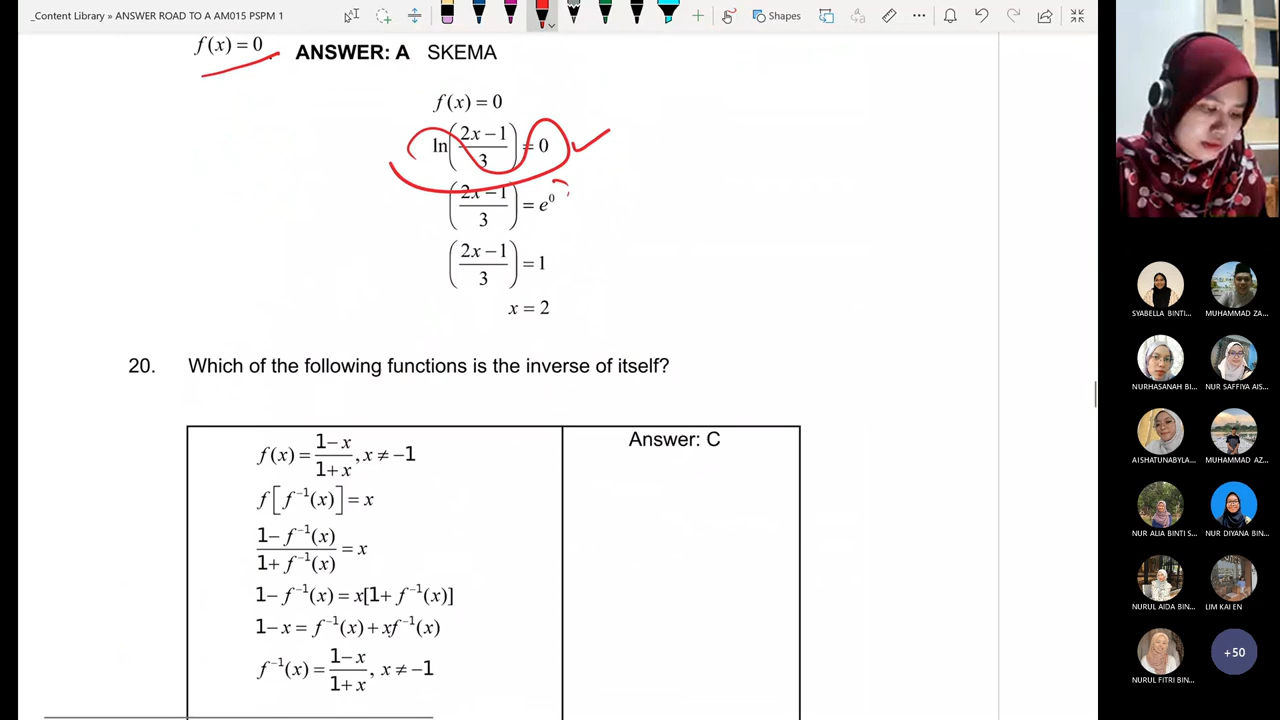 _Content Library » ANSWER ROAD TO A AM015 PSPM 1
Shapes
f(x) = 0 ANSWER: A SKEMA
f(x) = 0
ln((2x − 1)/3) = 0
((2x − 1)/3) = e⁰
((2x − 1)/3) = 1
x = 2
20. Which of the following functions is the inverse of itself?
f(x) = (1 − x)/(1 + x), x ≠ −1
f[f⁻¹(x)] = x
(1 − f⁻¹(x))/(1 + f⁻¹(x)) = x
1 − f⁻¹(x) = x[1 + f⁻¹(x)]
1 − x = f⁻¹(x) + xf⁻¹(x)
f⁻¹(x) = (1 − x)/(1 + x), x ≠ −1
Answer: C
SYABELLA BINTI...
MUHAMMAD ZA...
NURHASANAH BI...
NUR SAFFIYA AIS...
AISHATUNABYLA...
MUHAMMAD AZ...
NUR ALIA BINTI S...
NUR DIYANA BIN...
NURUL AIDA BIN...
LIM KAI EN
NURUL FITRI BIN...
+50